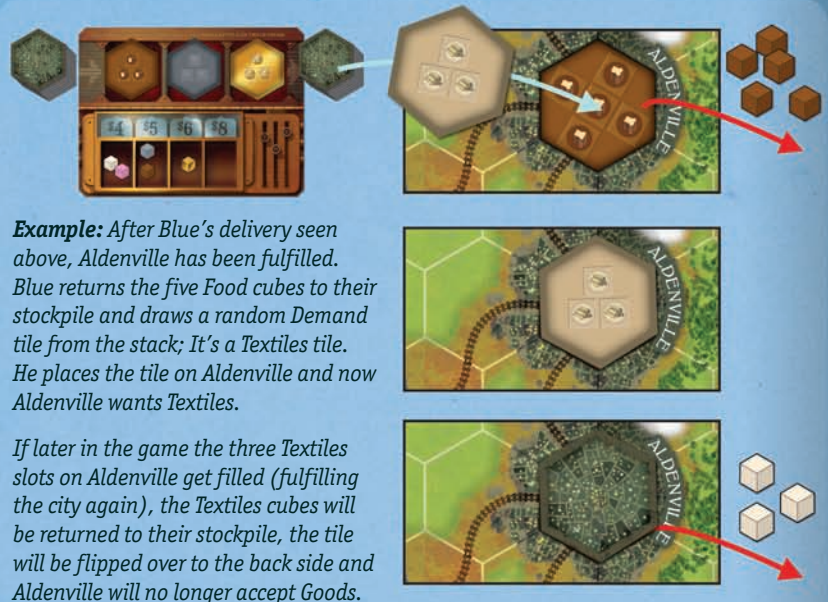 $4 $5 $6 $8
ALDENVILLE
Example: After Blue's delivery seen
above, Aldenville has been fulfilled.
Blue returns the five Food cubes to their
stockpile and draws a random Demand
tile from the stack; It's a Textiles tile.
He places the tile on Aldenville and now
Aldenville wants Textiles.
ALDENVILLE
If later in the game the three Textiles
slots on Aldenville get filled (fulfilling
the city again), the Textiles cubes will
be returned to their stockpile, the tile
will be flipped over to the back side and
Aldenville will no longer accept Goods.
ALDENVILLE